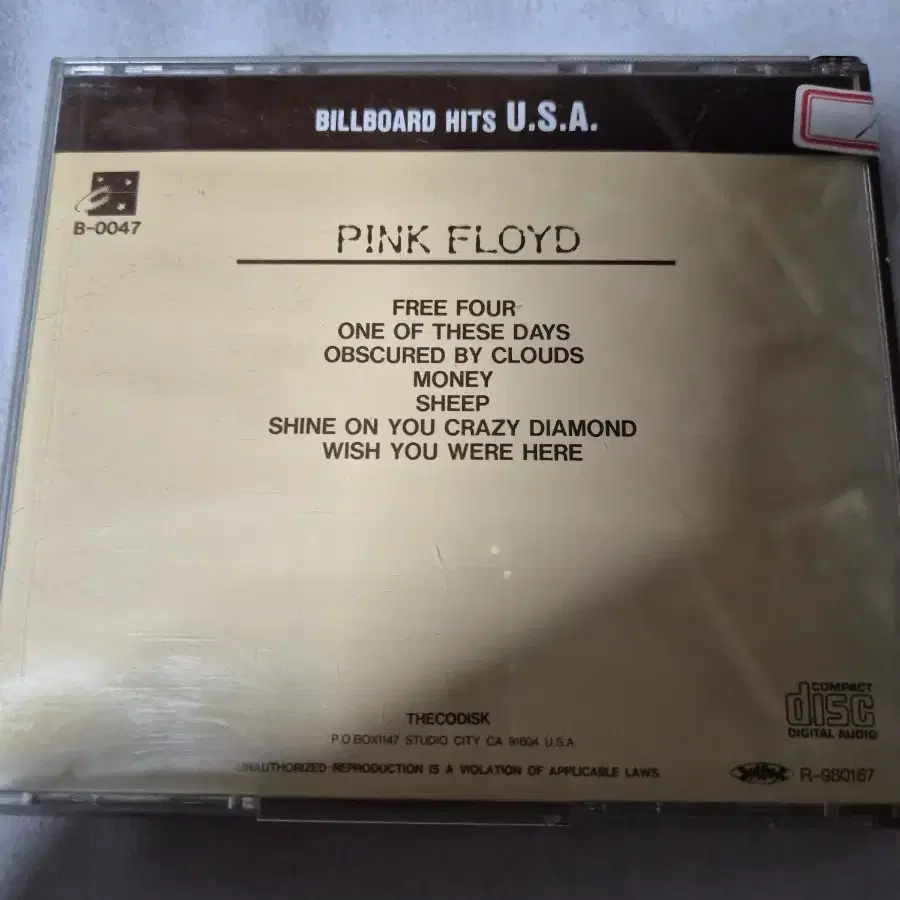 BILLBOARD HITS U.S.A.
B-0047
PINK FLOYD
FREE FOUR
ONE OF THESE DAYS
OBSCURED BY CLOUDS
MONEY
SHEEP
SHINE ON YOU CRAZY DIAMOND
WISH YOU WERE HERE
THECODISK
P.O.BOX1147 STUDIO CITY CA 91604 U.S.A
UNAUTHORIZED REPRODUCTION IS A VIOLATION OF APPLICABLE LAWS.
COMPACT
disc
DIGITAL AUDIO
R-980167